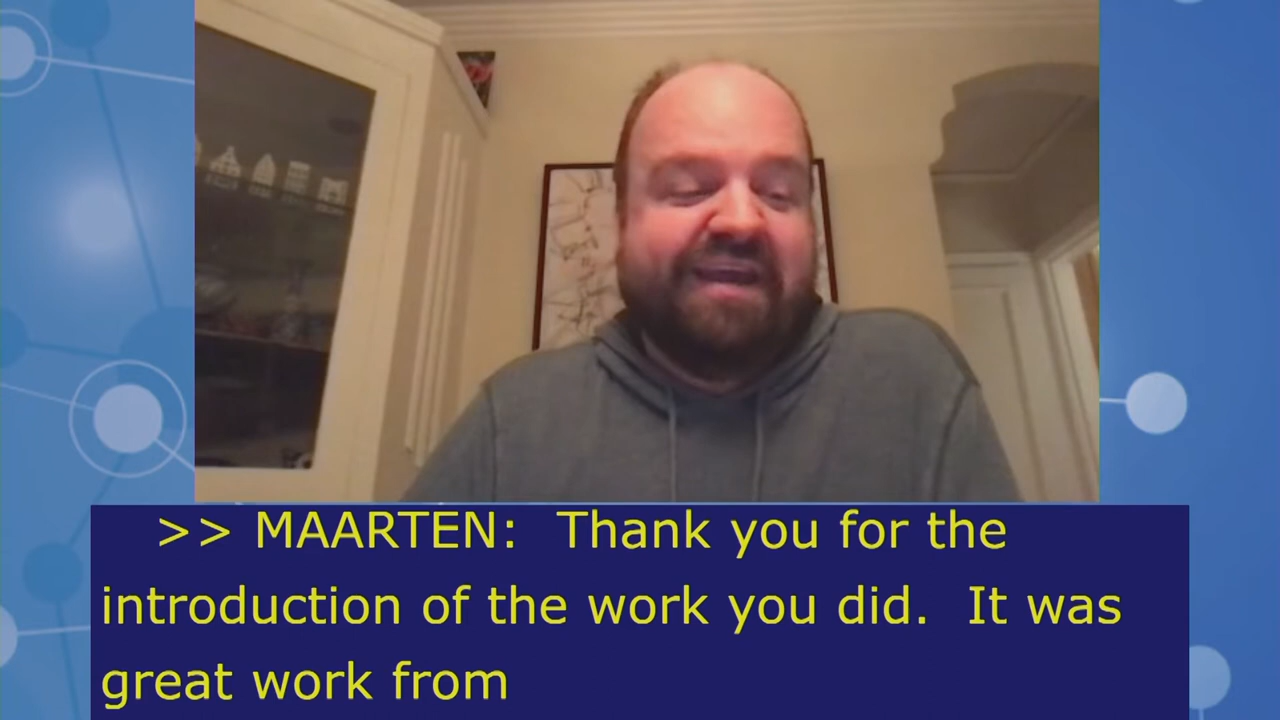 >> MAARTEN: Thank you for the
introduction of the work you did. It was
great work from